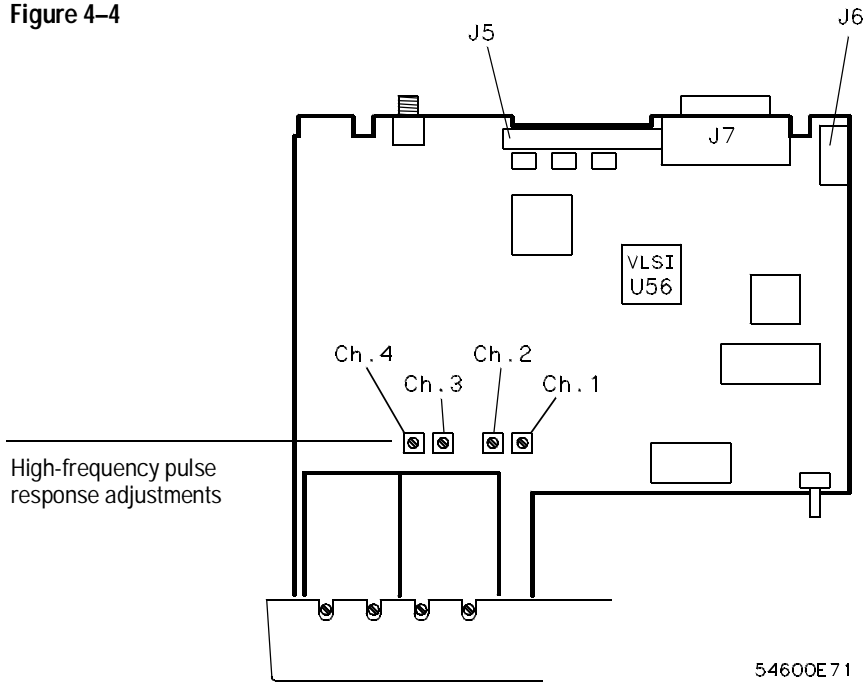 Figure 4–4
J5
J6
J7
VLSI
U56
Ch.4
Ch.2
Ch.3
Ch.1
High-frequency pulse
response adjustments
54600E71